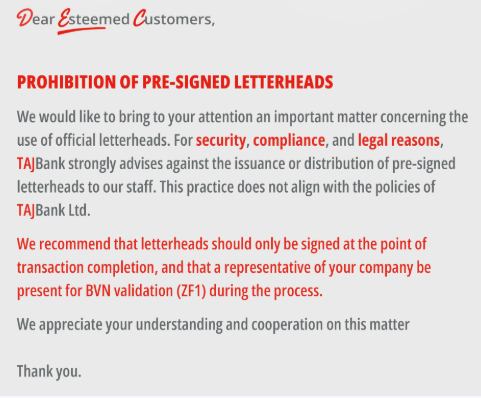 Dear Esteemed Customers,
PROHIBITION OF PRE-SIGNED LETTERHEADS
We would like to bring to your attention an important matter concerning the
use of official letterheads. For security, compliance, and legal reasons,
TAJBank strongly advises against the issuance or distribution of pre-signed
letterheads to our staff. This practice does not align with the policies of
TAJBank Ltd.
We recommend that letterheads should only be signed at the point of
transaction completion, and that a representative of your company be
present for BVN validation (ZF1) during the process.
We appreciate your understanding and cooperation on this matter
Thank you.